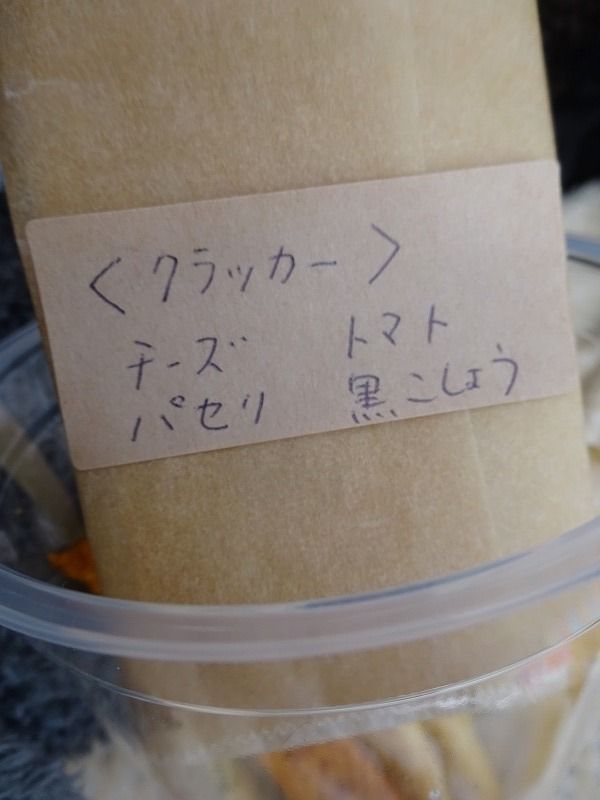 〈クラッカー〉
チーズ トマト
パセリ 黒こしょう